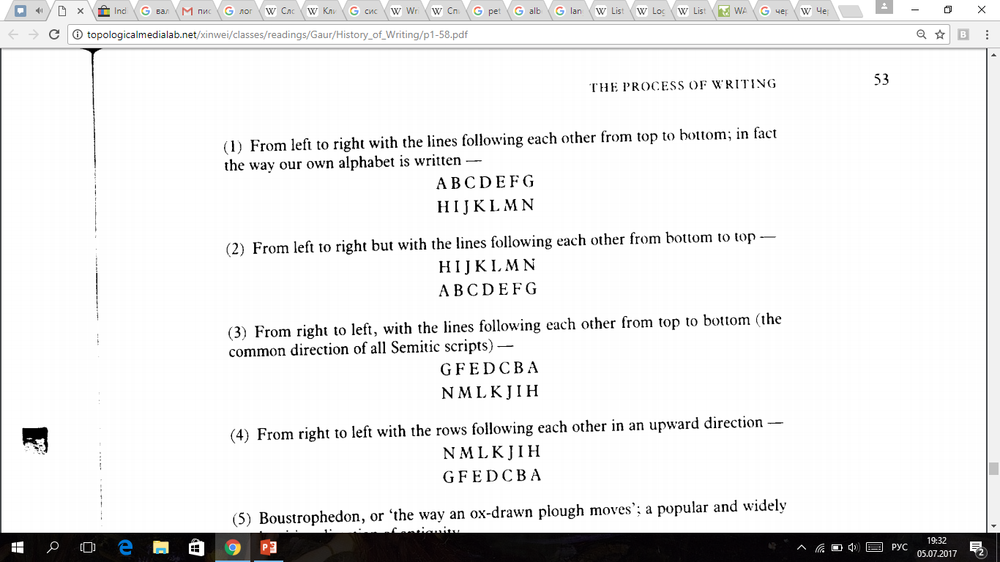 Ind
вал
пис
лог
Сло
Кли
сис
Wri
Спи
pet
alb
lan
List
Log
List
WA
чер
Чер
topologicalmedialab.net/xinwei/classes/readings/Gaur/History_of_Writing/p1-58.pdf
THE PROCESS OF WRITING 53
(1) From left to right with the lines following each other from top to bottom; in fact
the way our own alphabet is written —
A B C D E F G
H I J K L M N
(2) From left to right but with the lines following each other from bottom to top —
H I J K L M N
A B C D E F G
(3) From right to left, with the lines following each other from top to bottom (the
common direction of all Semitic scripts) —
G F E D C B A
N M L K J I H
(4) From right to left with the rows following each other in an upward direction —
N M L K J I H
G F E D C B A
(5) Boustrophedon, or ‘the way an ox-drawn plough moves’; a popular and widely
РУС
19:32
05.07.2017
2